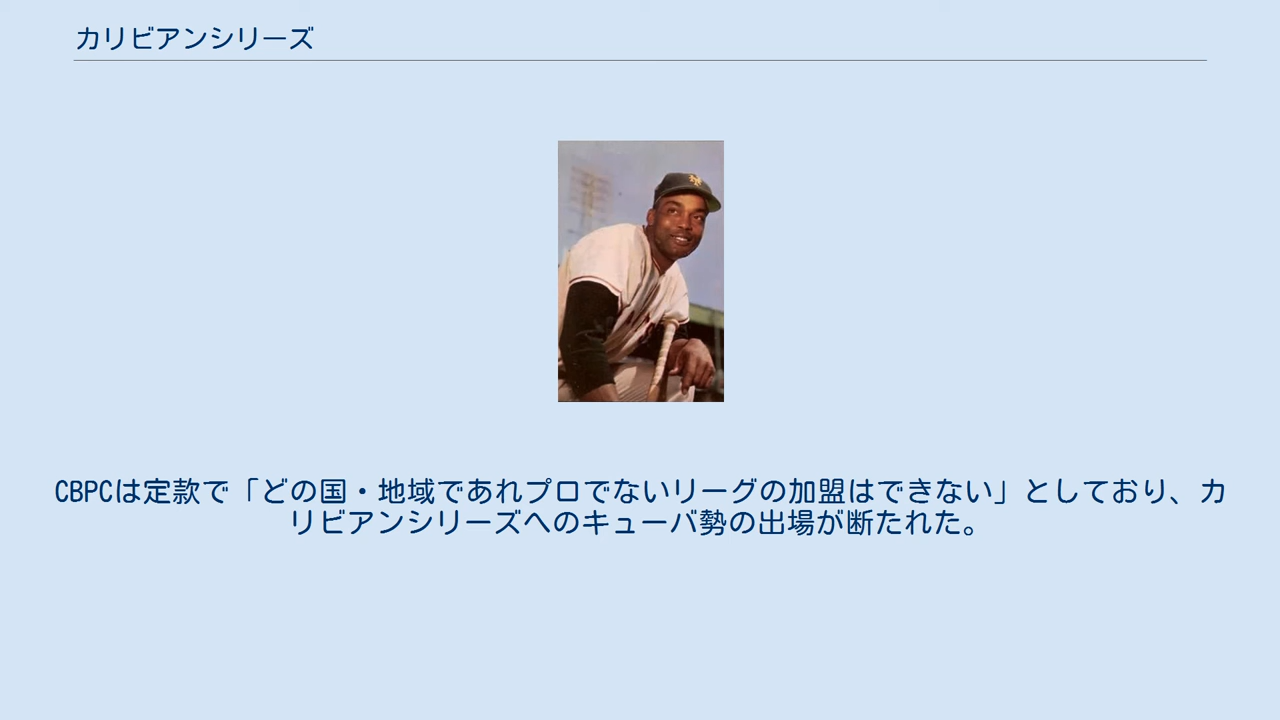 カリビアンシリーズ
CBPCは定款で「どの国・地域であれプロでないリーグの加盟はできない」としており、カ
リビアンシリーズへのキューバ勢の出場が断たれた。